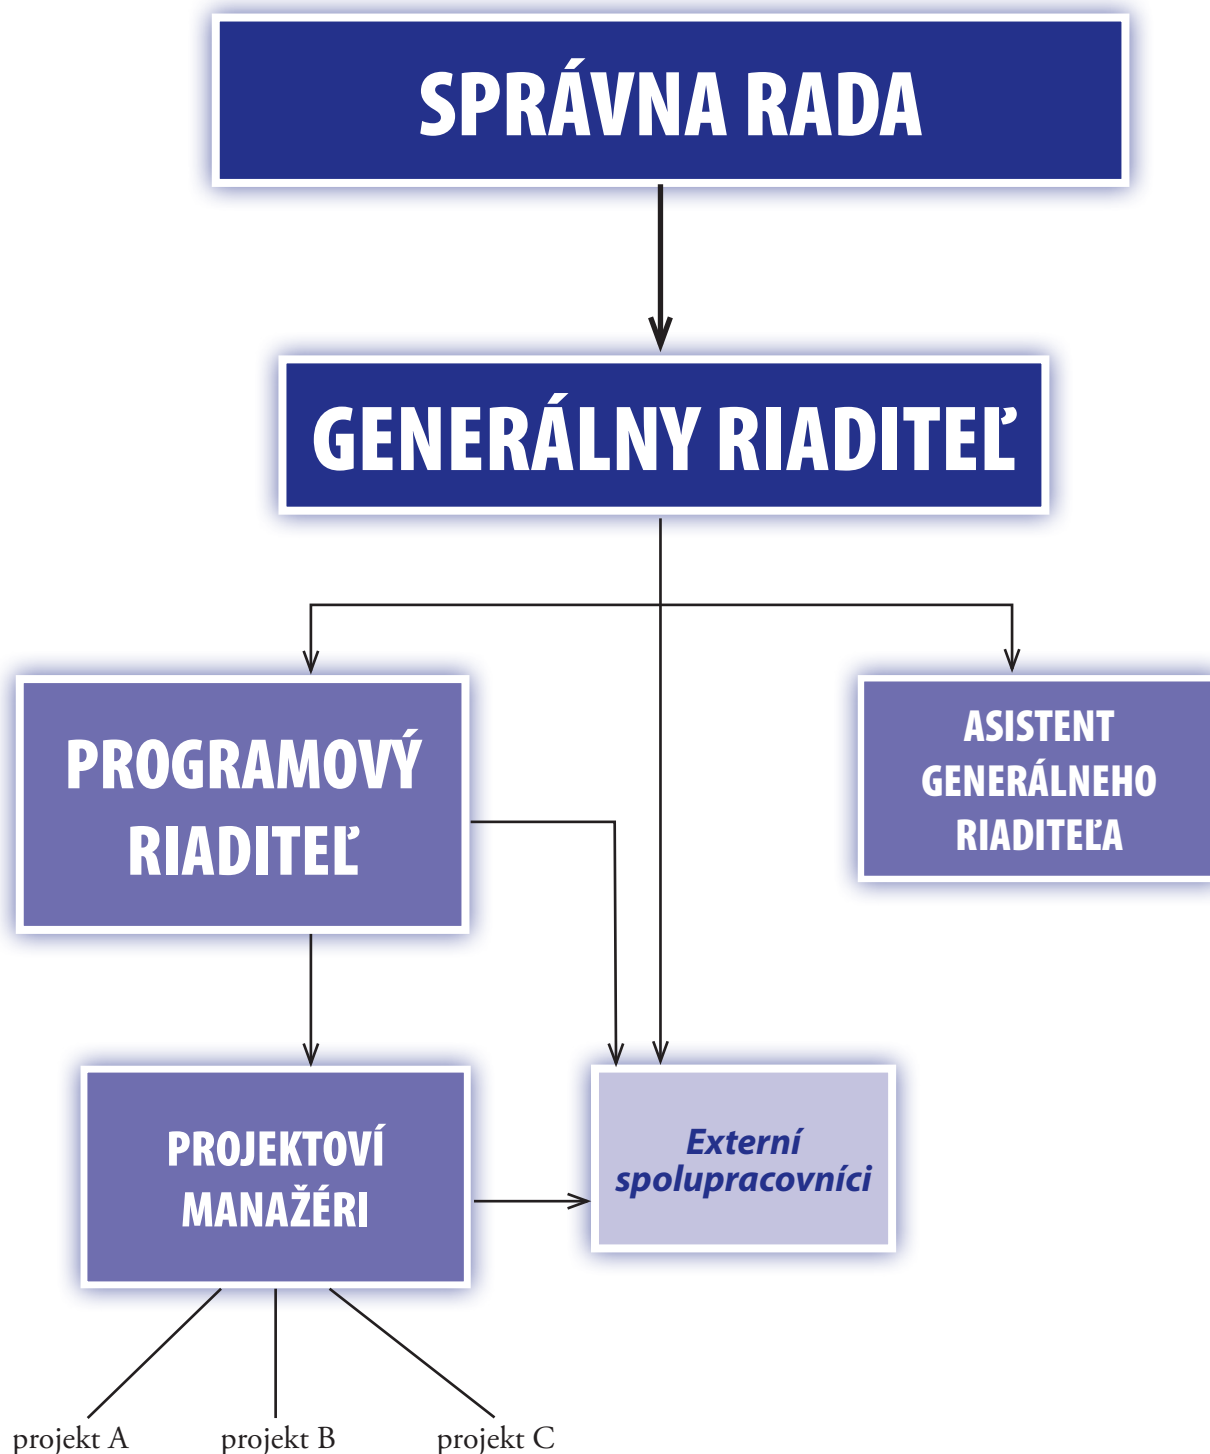 SPRÁVNA RADA
GENERÁLNY RIADITEĽ
PROGRAMOVÝ
RIADITEĽ
ASISTENT
GENERÁLNEHO
RIADITEĽA
PROJEKTOVÍ
MANAŽÉRI
Externí
spolupracovníci
projekt A
projekt B
projekt C